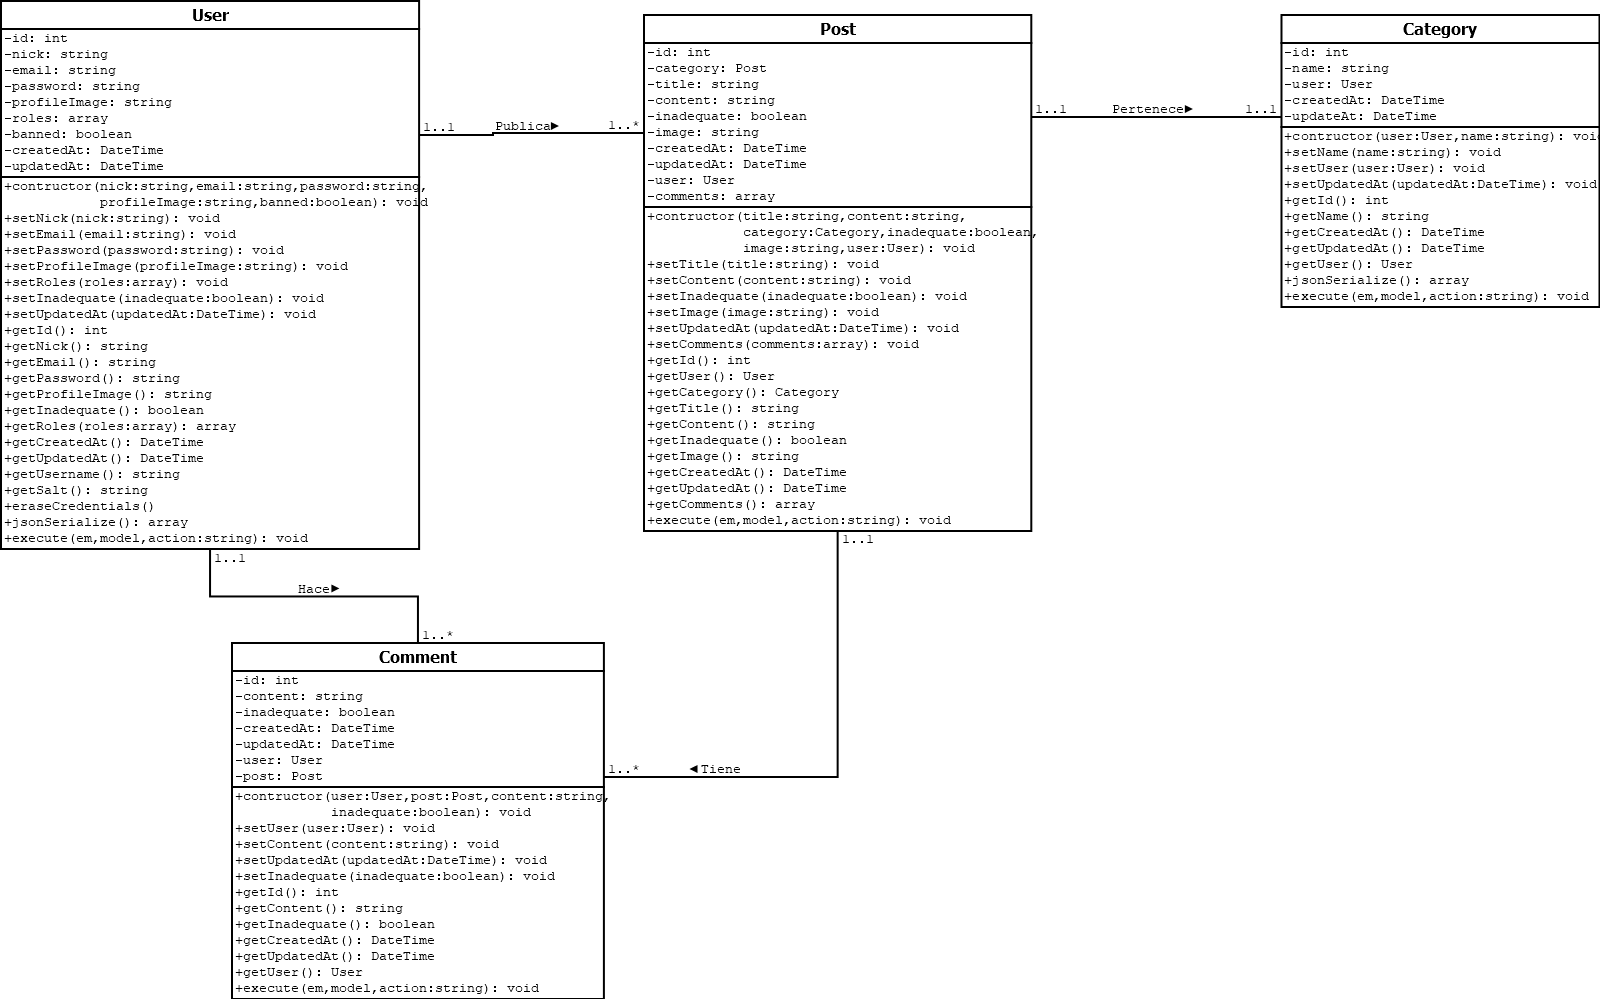 User
-id: int
-nick: string
-email: string
-password: string
-profileImage: string
-roles: array
-banned: boolean
-createdAt: DateTime
-updatedAt: DateTime
+contructor(nick:string,email:string,password:string,
profileImage:string,banned:boolean): void
+setNick(nick:string): void
+setEmail(email:string): void
+setPassword(password:string): void
+setProfileImage(profileImage:string): void
+setRoles(roles:array): void
+setInadequate(inadequate:boolean): void
+setUpdatedAt(updatedAt:DateTime): void
+getId(): int
+getNick(): string
+getEmail(): string
+getPassword(): string
+getProfileImage(): string
+getInadequate(): boolean
+getRoles(roles:array): array
+getCreatedAt(): DateTime
+getUpdatedAt(): DateTime
+getUsername(): string
+getSalt(): string
+eraseCredentials()
+jsonSerialize(): array
+execute(em,model,action:string): void
1..1
Publica►
1..*
Post
-id: int
-category: Post
-title: string
-content: string
-inadequate: boolean
-image: string
-createdAt: DateTime
-updatedAt: DateTime
-user: User
-comments: array
+contructor(title:string,content:string,
category:Category,inadequate:boolean,
image:string,user:User): void
+setTitle(title:string): void
+setContent(content:string): void
+setInadequate(inadequate:boolean): void
+setImage(image:string): void
+setUpdatedAt(updatedAt:DateTime): void
+setComments(comments:array): void
+getId(): int
+getUser(): User
+getCategory(): Category
+getTitle(): string
+getContent(): string
+getInadequate(): boolean
+getImage(): string
+getCreatedAt(): DateTime
+getUpdatedAt(): DateTime
+getComments(): array
+execute(em,model,action:string): void
1..1
Pertenece►
1..1
Category
-id: int
-name: string
-user: User
-createdAt: DateTime
-updateAt: DateTime
+contructor(user:User,name:string): void
+setName(name:string): void
+setUser(user:User): void
+setUpdatedAt(updatedAt:DateTime): void
+getId(): int
+getName(): string
+getCreatedAt(): DateTime
+getUpdatedAt(): DateTime
+getUser(): User
+jsonSerialize(): array
+execute(em,model,action:string): void
1..1
Hace►
1..*
1..1
◄Tiene
1..*
Comment
-id: int
-content: string
-inadequate: boolean
-createdAt: DateTime
-updatedAt: DateTime
-user: User
-post: Post
+contructor(user:User,post:Post,content:string,
inadequate:boolean): void
+setUser(user:User): void
+setContent(content:string): void
+setUpdatedAt(updatedAt:DateTime): void
+setInadequate(inadequate:boolean): void
+getId(): int
+getContent(): string
+getInadequate(): boolean
+getCreatedAt(): DateTime
+getUpdatedAt(): DateTime
+getUser(): User
+execute(em,model,action:string): void